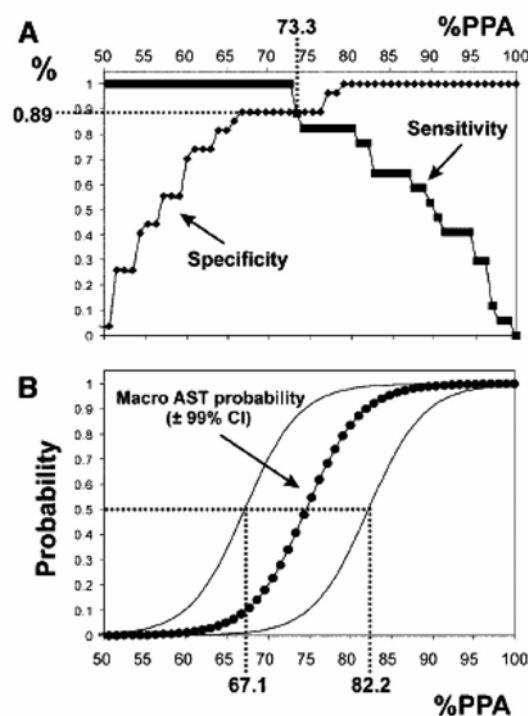 73.3
A
%PPA
50 55 60 65 70 75 80 85 90 95 100
%
1
0.9
0.89
0.8
0.7
0.6
0.5
0.4
0.3
0.2
0.1
0
Sensitivity
Specificity
B
Macro AST probability
(± 99% CI)
Probability
1
0.9
0.8
0.7
0.6
0.5
0.4
0.3
0.2
0.1
0
50 55 60 65 70 75 80 85 90 95 100
67.1 82.2
%PPA